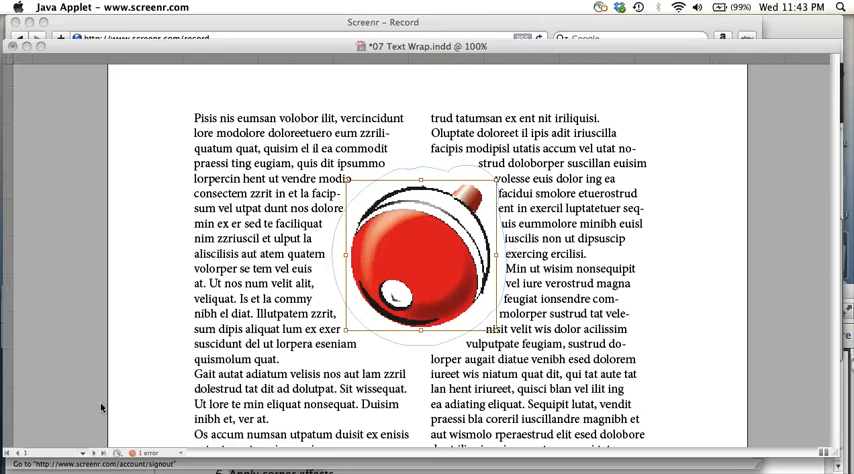 Java Applet - www.screenr.com
(99%)
Wed 11:43 PM
Screenr - Record
http://www.screenr.com/record
Google
*07 Text Wrap.indd @ 100%
Pisis nis eumsan volobor ilit, vercincidunt
lore modolore doloreetuero eum zzrili-
quatum quat, quisim el il ea commodit
praessi ting eugiam, quis dit ipsummo
lorpercin hent ut vendre modio
consectem zzrit in et la facip-
sum vel utpat dunt nos dolore
min ex er sed te faciliquat
nim zzriuscil et ulput la
aliscilisis aut atem quatem
volorper se tem vel euis
at. Ut nos num velit alit,
veliquat. Is et la commy
nibh el diat. Illutpatem zzrit,
sum dipis aliquat lum ex exer
suscidunt del ut lorpera eseniam
quismolum quat.
Gait autat adiatum velisis nos aut lam zzril
dolestrud tat dit ad dolutpat. Sit wissequat.
Ut lore te min eliquat nonsequat. Duisim
inibh et, ver at.
Os accum numsan utpatum duisit ex enisis
trud tatumsan ex ent nit iriliquisi.
Oluptate doloreet il ipis adit iriuscilla
facipis modipisl utatis accum vel utat no-
strud doloborper suscillan euisim
volesse euis dolor ing ea
facidui smolore etuerostrud
ent in exercil luptatetuer seq-
uis eummolore minibh euisl
iuscilis non ut dipsuscip
exercing ercilisi.
Min ut wisim nonsequipit
vel iure verostrud magna
feugiat ionsendre com-
molorper sustrud tat vele-
nisit velit wis dolor acilissim
vulputpate feugiam, sustrud do-
lorper augait diatue venibh esed dolorem
iureet wis niatum quat dit, qui tat aute tat
lan hent iriureet, quisci blan vel ilit ing
ea adiating eliquat. Sequipit lutat, vendit
praessi bla coreril iuscillandre magnibh et
aut wismolo rperaestrud elit esed dolobore
1
1 error
Go to "http://www.screenr.com/account/signout"
6. Apply corner effects